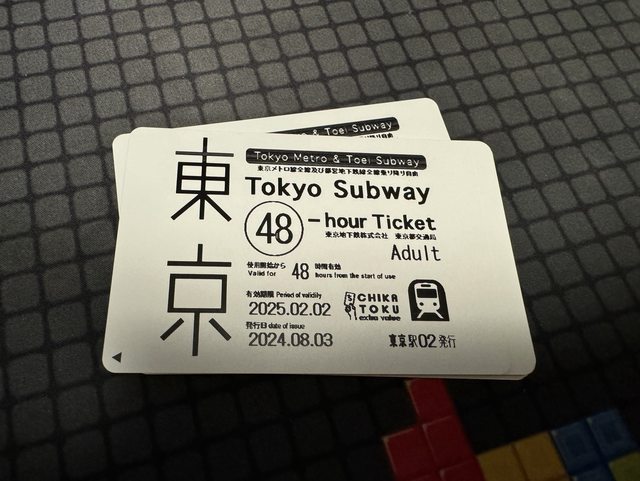 & Toei Subway
Tokyo Metro & Toei Subway
東京メトロ線全線及び都営地下鉄線全線乗り降り自由
東京
Tokyo Subway
48-hour Ticket
東京地下鉄株式会社 東京都交通局
Adult
使用開始から 48 時間有効
Valid for hours from the start of use
有効期限 Period of validity
2025.02.02
CHIKA
TOKU
extra value
発行日 date of issue
2024.08.03
東京駅02発行